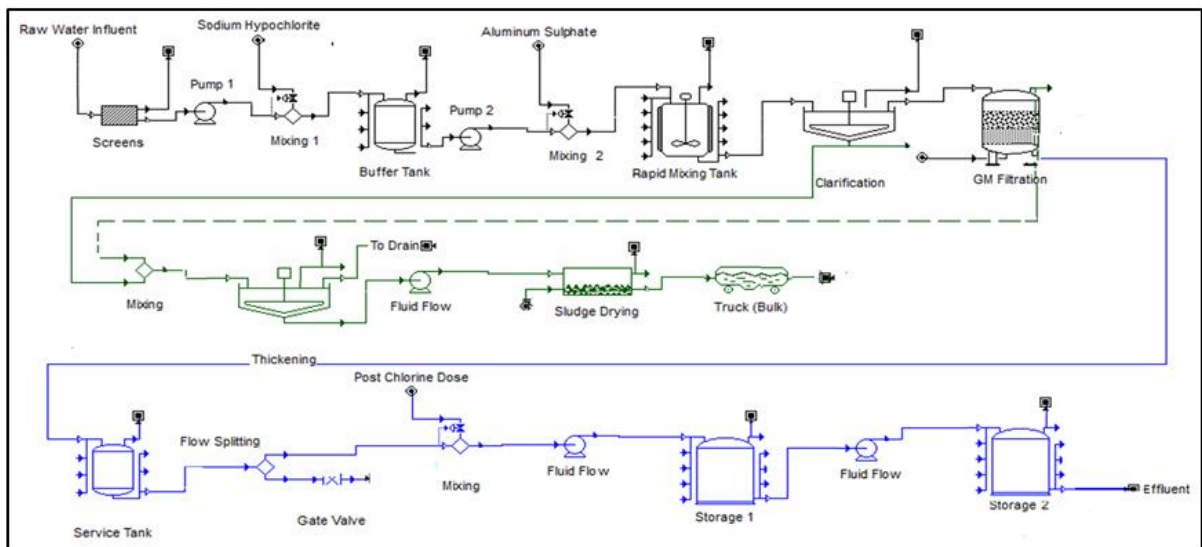 Raw Water Influent
Sodium Hypochlorite
Aluminum Sulphate
Pump 1
Pump 2
Screens
Mixing 1
Buffer Tank
Mixing 2
Rapid Mixing Tank
Clarification
GM Filtration
To Drain
Mixing
Fluid Flow
Sludge Drying
Truck (Bulk)
Thickening
Post Chlorine Dose
Flow Splitting
Mixing
Fluid Flow
Fluid Flow
Effluent
Service Tank
Gate Valve
Storage 1
Storage 2